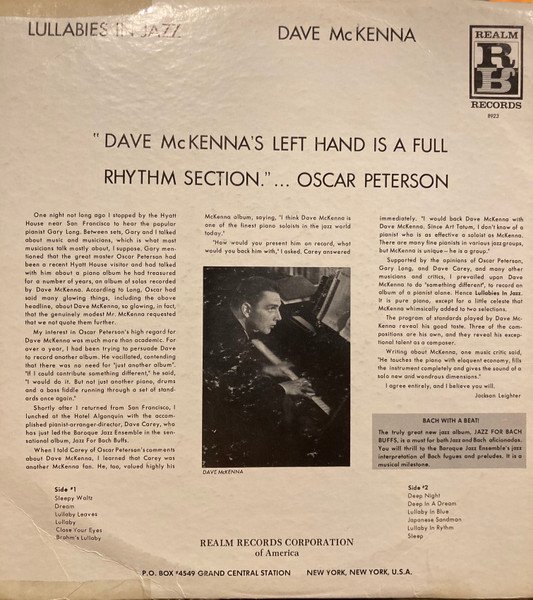 LULLABIES IN JAZZ
DAVE McKENNA
REALM
R
B
RECORDS
8923
"DAVE McKENNA'S LEFT HAND IS A FULL
RHYTHM SECTION."... OSCAR PETERSON
One night not long ago I stopped by the Hyatt
House near San Francisco to hear the popular
pianist Gary Long. Between sets, Gary and I talked
about music and musicians, which is what most
musicians talk mostly about, I suppose. Gary men-
tioned that the great master Oscar Peterson had
been a recent Hyatt House visitor and had talked
with him about a piano album he had treasured
for a number of years, an album of solos recorded
by Dave McKenna. According to Long, Oscar had
said many glowing things, including the above
headline, about Dave McKenna, so glowing, in fact,
that the genuinely modest Mr. McKenna requested
that we not quote them further.
My interest in Oscar Peterson's high regard for
Dave McKenna was much more than academic. For
over a year, I had been trying to persuade Dave
to record another album. He vacillated, contending
that there was no need for "just another album".
"If I could contribute something different," he said,
"I would do it. But not just another piano, drums
and a bass fiddle running through a set of stand-
ards once again."
Shortly after I returned from San Francisco, I
lunched at the Hotel Algonquin with the accom-
plished pianist-arranger-director, Dave Carey, who
has just led the Baroque Jazz Ensemble in the sen-
sational album, Jazz For Bach Buffs.
When I told Carey of Oscar Peterson's comments
about Dave McKenna, I learned that Carey was
another McKenna fan. He, too, valued highly his
McKenna album, saying, "I think Dave McKenna is
one of the finest piano soloists in the jazz world
today."
"How would you present him on record, what
would you back him with," I asked. Carey answered
DAVE McKENNA
immediately. "I would back Dave McKenna with
Dave McKenna. Since Art Tatum, I don't know of a
pianist who is as effective a soloist as McKenna.
There are many fine pianists in various jazz groups,
but McKenna is unique—he is a group."
Supported by the opinions of Oscar Peterson,
Gary Long, and Dave Carey, and many other
musicians and critics, I prevailed upon Dave
McKenna to do "something different", to record an
album of a pianist alone. Hence Lullabies In Jazz.
It is pure piano, except for a little celeste that
McKenna whimsically added to two selections.
The program of standards played by Dave Mc-
Kenna reveal his good taste. Three of the com-
positions are his own, and they reveal his excep-
tional talent as a composer.
Writing about McKenna, one music critic said,
"He touches the piano with eloquent economy, fills
the instrument completely and gives the sound of a
solo new and wondrous dimensions."
I agree entirely, and I believe you will.
Jackson Leighter
BACH WITH A BEAT!
The truly great new jazz album, JAZZ FOR BACH
BUFFS, is a must for both Jazz and Bach aficionados.
You will thrill to the Baroque Jazz Ensemble's jazz
interpretation of Bach fugues and preludes. It is a
musical milestone.
Side #1
Sleepy Waltz
Dream
Lullaby Leaves
Lullaby
Close Your Eyes
Brahm's Lullaby
Side #2
Deep Night
Deep In A Dream
Lullaby In Blue
Japanese Sandman
Lullaby In Rythm
Sleep
REALM RECORDS CORPORATION
of America
P.O. BOX #4549 GRAND CENTRAL STATION NEW YORK, NEW YORK, U.S.A.